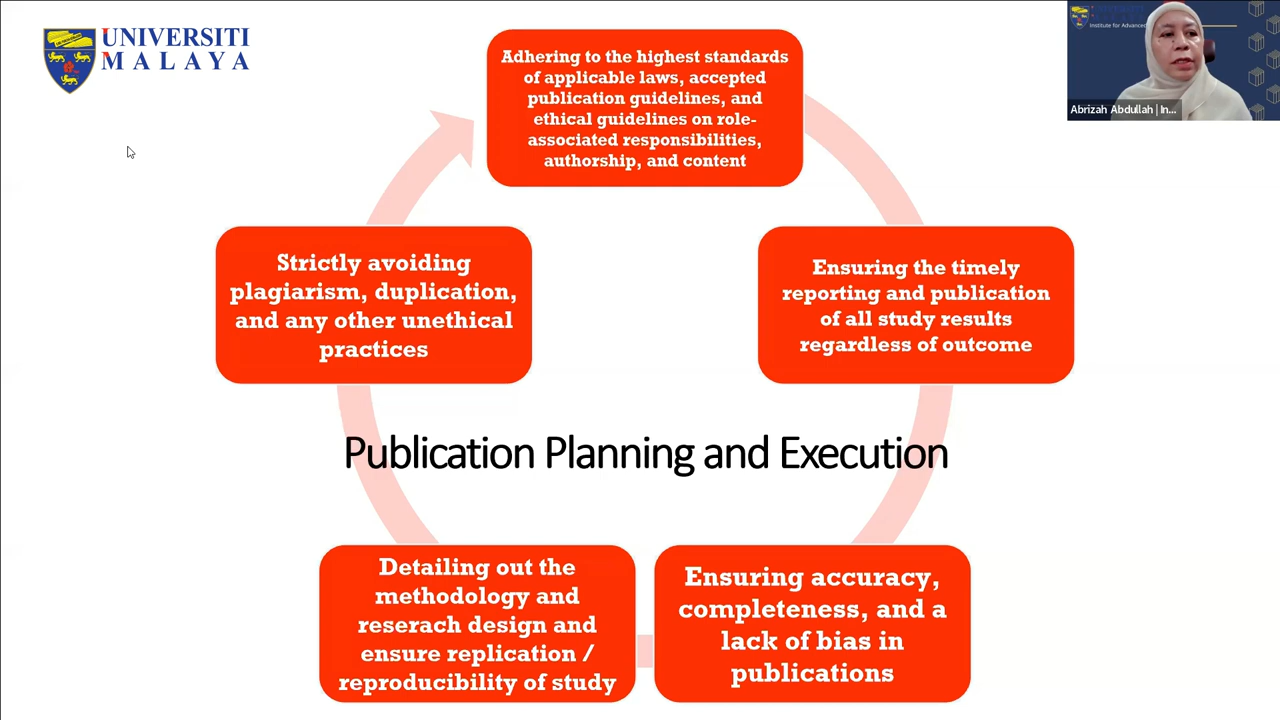 UNIVERSITI
MALAYA
Institute for Advanced
Abrizah Abdullah | In...
Adhering to the highest standards
of applicable laws, accepted
publication guidelines, and
ethical guidelines on role-
associated responsibilities,
authorship, and content
Strictly avoiding
plagiarism, duplication,
and any other unethical
practices
Ensuring the timely
reporting and publication
of all study results
regardless of outcome
Publication Planning and Execution
Detailing out the
methodology and
reserach design and
ensure replication /
reproducibility of study
Ensuring accuracy,
completeness, and a
lack of bias in
publications